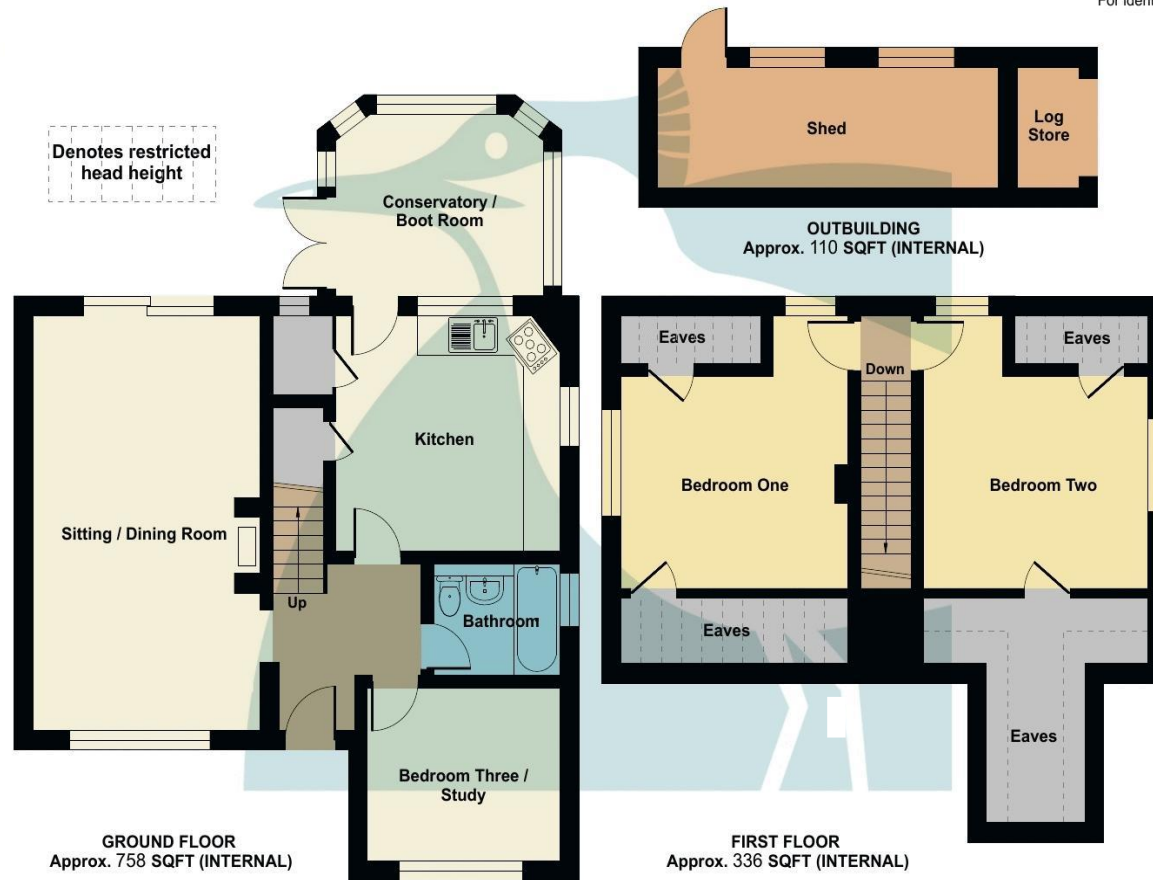 For Ident
Denotes restricted
head height
Conservatory /
Boot Room
Shed
Log
Store
OUTBUILDING
Approx. 110 SQFT (INTERNAL)
Kitchen
Sitting / Dining Room
Up
Bathroom
Bedroom Three /
Study
GROUND FLOOR
Approx. 758 SQFT (INTERNAL)
Eaves
Down
Eaves
Bedroom One
Bedroom Two
Eaves
Eaves
FIRST FLOOR
Approx. 336 SQFT (INTERNAL)